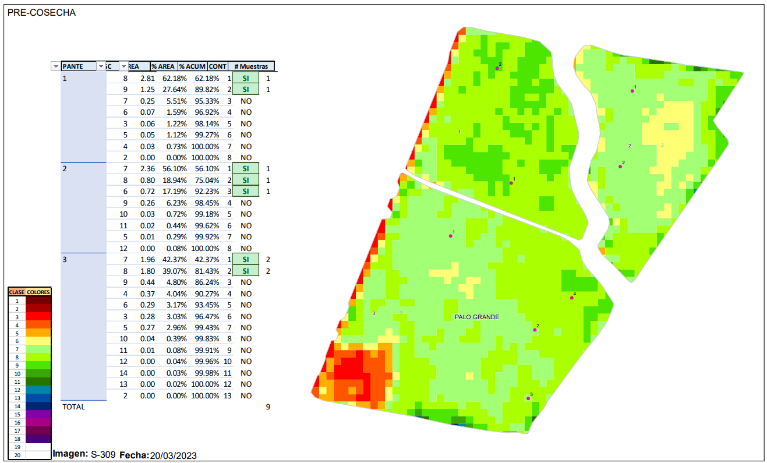 PRE-COSECHA
PANTE SC REA % AREA % ACUM CONT # Muestras
1 8 2.81 62.18% 62.18% 1 SI 1
9 1.25 27.64% 89.82% 2 SI 1
7 0.25 5.51% 95.33% 3 NO
6 0.07 1.59% 96.92% 4 NO
3 0.06 1.22% 98.14% 5 NO
5 0.05 1.12% 99.27% 6 NO
4 0.03 0.73% 100.00% 7 NO
2 0.00 0.00% 100.00% 8 NO
2 7 2.36 56.10% 56.10% 1 SI 1
8 0.80 18.94% 75.04% 2 SI 1
6 0.72 17.19% 92.23% 3 SI 1
9 0.26 6.23% 98.45% 4 NO
10 0.03 0.72% 99.18% 5 NO
11 0.02 0.44% 99.62% 6 NO
5 0.01 0.29% 99.92% 7 NO
12 0.00 0.08% 100.00% 8 NO
3 7 1.96 42.37% 42.37% 1 SI 2
8 1.80 39.07% 81.43% 2 SI 2
9 0.44 4.80% 86.24% 3 NO
4 0.37 4.04% 90.27% 4 NO
6 0.29 3.17% 93.45% 5 NO
3 0.28 3.03% 96.47% 6 NO
5 0.27 2.96% 99.43% 7 NO
10 0.04 0.39% 99.83% 8 NO
11 0.01 0.08% 99.91% 9 NO
12 0.00 0.04% 99.96% 10 NO
14 0.00 0.03% 99.98% 11 NO
13 0.00 0.02% 100.00% 12 NO
2 0.00 0.00% 100.00% 13 NO
TOTAL 9
CLASE COLORES
1
2
3
4
5
6
7
8
9
10
11
12
13
14
15
16
17
18
19
20
PALO GRANDE
Imagen: S-309 Fecha:20/03/2023